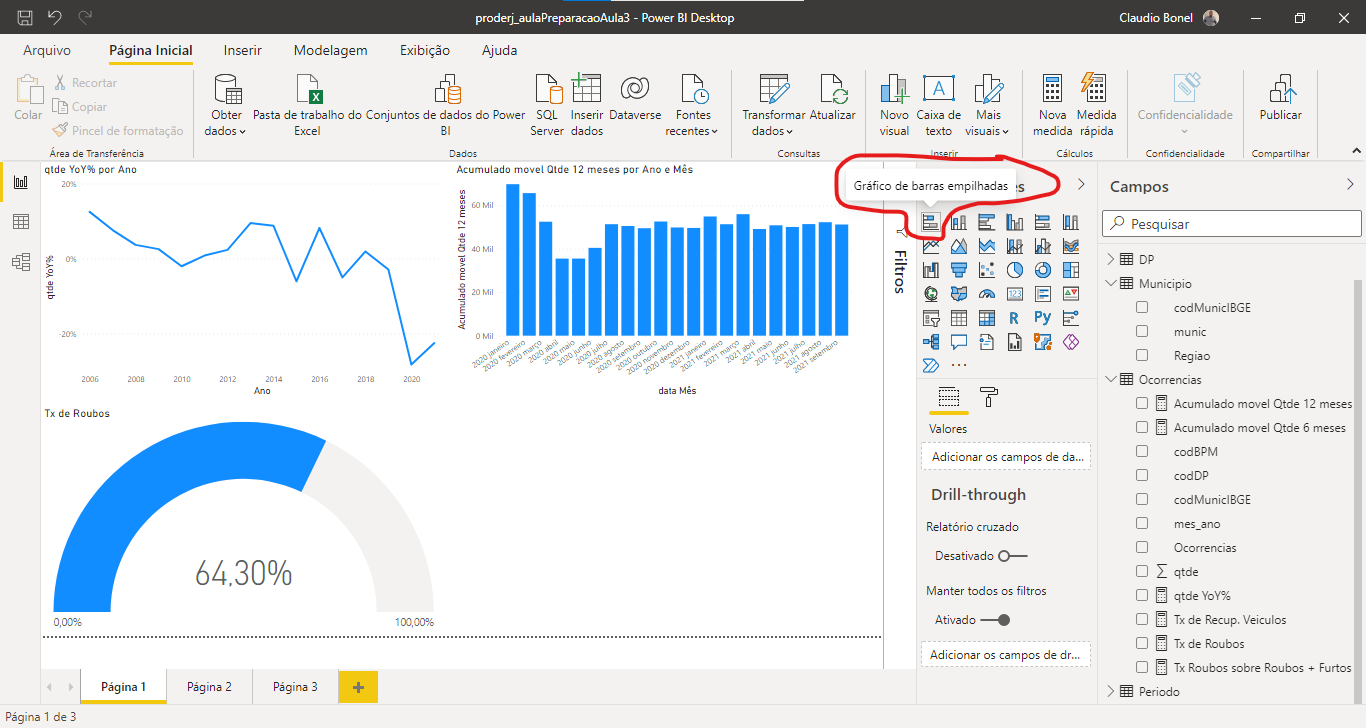 proderj_aulaPreparacaoAula3 - Power BI Desktop
Claudio Bonel
Arquivo
Página Inicial
Inserir
Modelagem
Exibição
Ajuda
Colar
Recortar
Copiar
Pincel de formatação
Área de Transferência
Obter dados
Pasta de trabalho do Excel
Conjuntos de dados do Power BI
SQL Server
Inserir dados
Dataverse
Fontes recentes
Dados
Transformar dados
Atualizar
Consultas
Novo visual
Caixa de texto
A
Mais visuais
Inserir
Nova medida
Medida rápida
Cálculos
Confidencialidade
Confidencialidade
Publicar
Compartilhar
qtde YoY% por Ano
20%
0%
-20%
qtde YoY%
2006
2008
2010
2012
2014
2016
2018
2020
Ano
Acumulado movel Qtde 12 meses por Ano e Mês
60 Mil
40 Mil
20 Mil
0 Mil
Acumulado movel Qtde 12 meses
2020 janeiro
2020 fevereiro
2020 março
2020 abril
2020 maio
2020 junho
2020 julho
2020 agosto
2020 setembro
2020 outubro
2020 novembro
2020 dezembro
2021 janeiro
2021 fevereiro
2021 março
2021 abril
2021 maio
2021 junho
2021 julho
2021 agosto
2021 setembro
data Mês
Tx de Roubos
64,30%
0,00%
100,00%
Filtros
Gráfico de barras empilhadas
123
R
Py
Valores
Adicionar os campos de da...
Drill-through
Relatório cruzado
Desativado
Manter todos os filtros
Ativado
Adicionar os campos de dr...
Campos
Pesquisar
DP
Municipio
codMunicIBGE
munic
Regiao
Ocorrencias
Acumulado movel Qtde 12 meses
Acumulado movel Qtde 6 meses
codBPM
codDP
codMunicIBGE
mes_ano
Ocorrencias
qtde
qtde YoY%
Tx de Recup. Veiculos
Tx de Roubos
Tx Roubos sobre Roubos + Furtos
Periodo
Página 1
Página 2
Página 3
+
Página 1 de 3